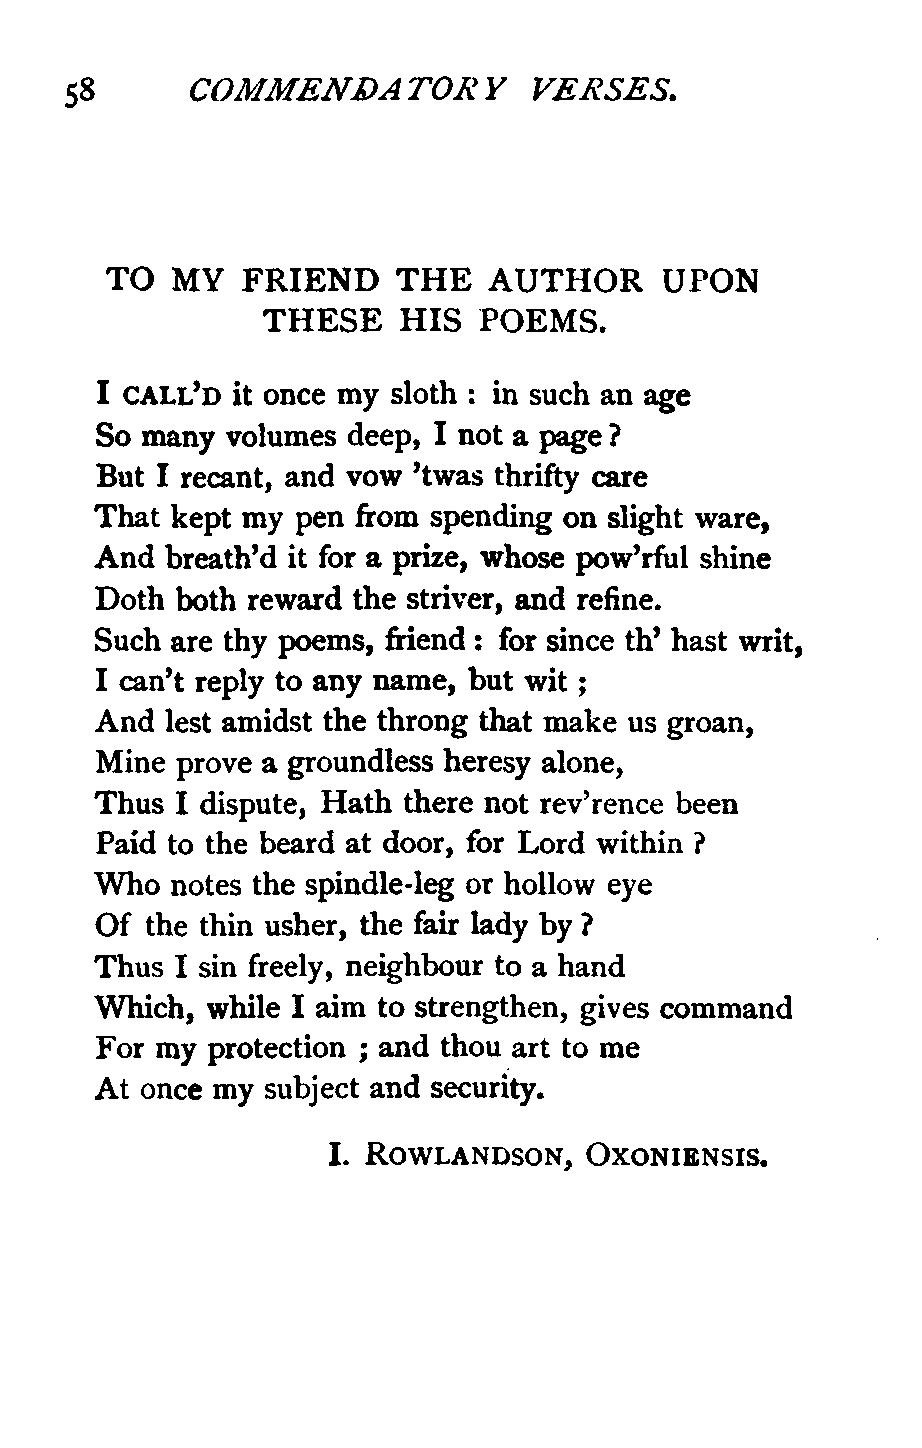 58 COMMENDATORY VERSES.
TO MY FRIEND THE AUTHOR UPON
THESE HIS POEMS.
I CALL'D it once my sloth : in such an age
So many volumes deep, I not a page ?
But I recant, and vow 'twas thrifty care
That kept my pen from spending on slight ware,
And breath'd it for a prize, whose pow'rful shine
Doth both reward the striver, and refine.
Such are thy poems, friend : for since th' hast writ,
I can't reply to any name, but wit ;
And lest amidst the throng that make us groan,
Mine prove a groundless heresy alone,
Thus I dispute, Hath there not rev'rence been
Paid to the beard at door, for Lord within ?
Who notes the spindle-leg or hollow eye
Of the thin usher, the fair lady by ?
Thus I sin freely, neighbour to a hand
Which, while I aim to strengthen, gives command
For my protection ; and thou art to me
At once my subject and security.
I. ROWLANDSON, OXONIENSIS.